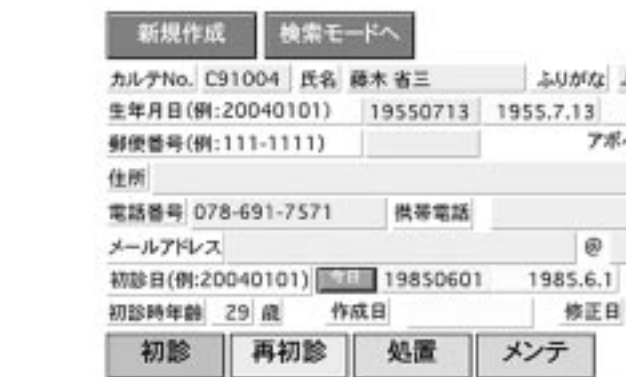 新規作成 検索モードへ
カルテNo. C91004 氏名 藤木 省三 ふりがな
生年月日(例:20040101) 19550713 1955.7.13
郵便番号(例:111-1111) アポイ
住所
電話番号 078-691-7571 携帯電話
メールアドレス @
初診日(例:20040101) 今日 19850601 1985.6.1
初診時年齢 29 歳 作成日 修正日
初診 再初診 処置 メンテ